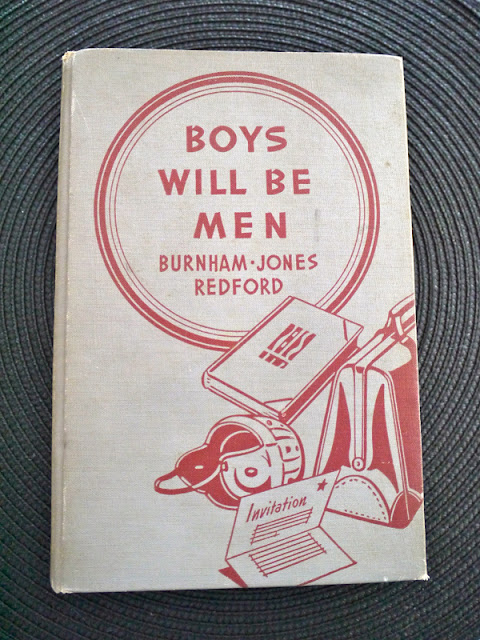 BOYS
WILL BE
MEN
BURNHAM·JONES
REDFORD
Invitation